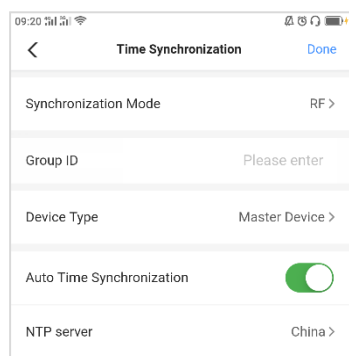 09:20
Time Synchronization
Done
Synchronization Mode RF
Group ID Please enter
Device Type Master Device
Auto Time Synchronization
NTP server China